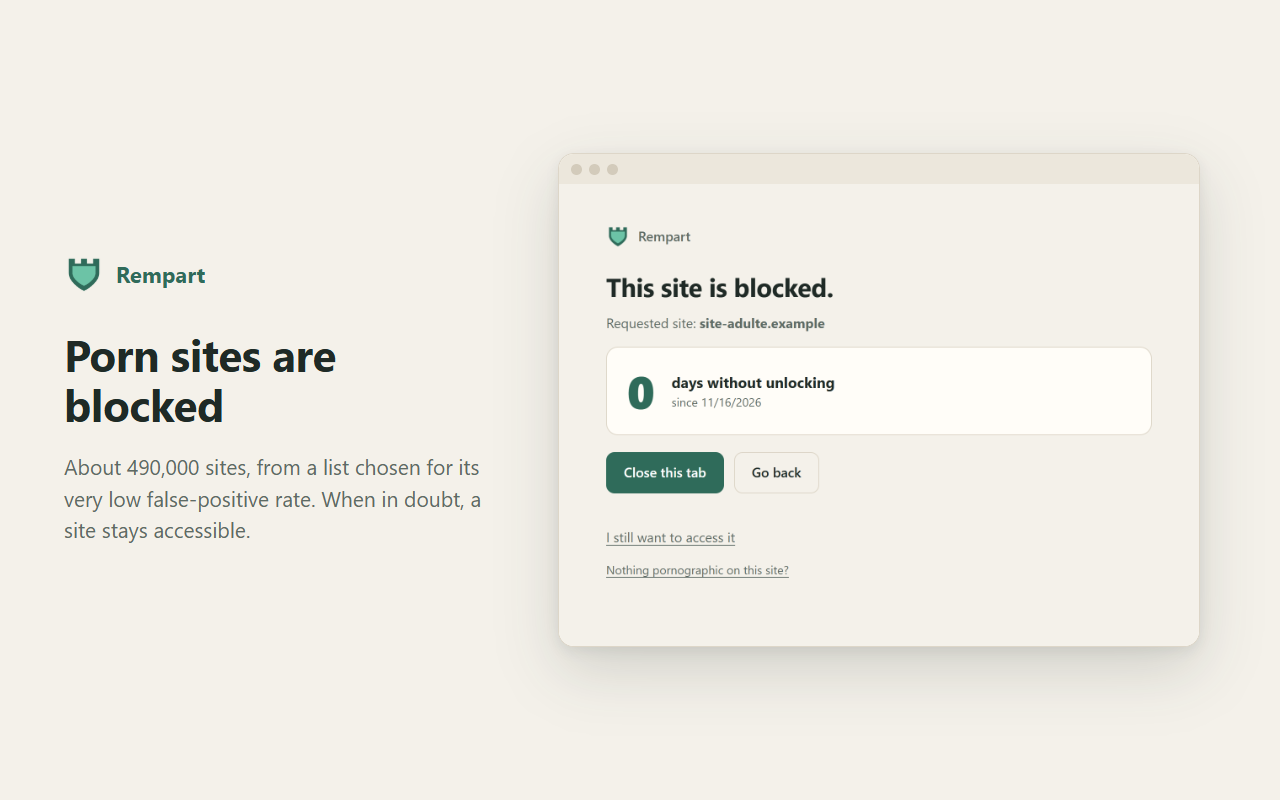 Rempart
Porn sites are
blocked
About 490,000 sites, from a list chosen for its
very low false-positive rate. When in doubt, a
site stays accessible.
Rempart
This site is blocked.
Requested site: site-adulte.example
0
days without unlocking
since 11/16/2026
Close this tab
Go back
I still want to access it
Nothing pornographic on this site?